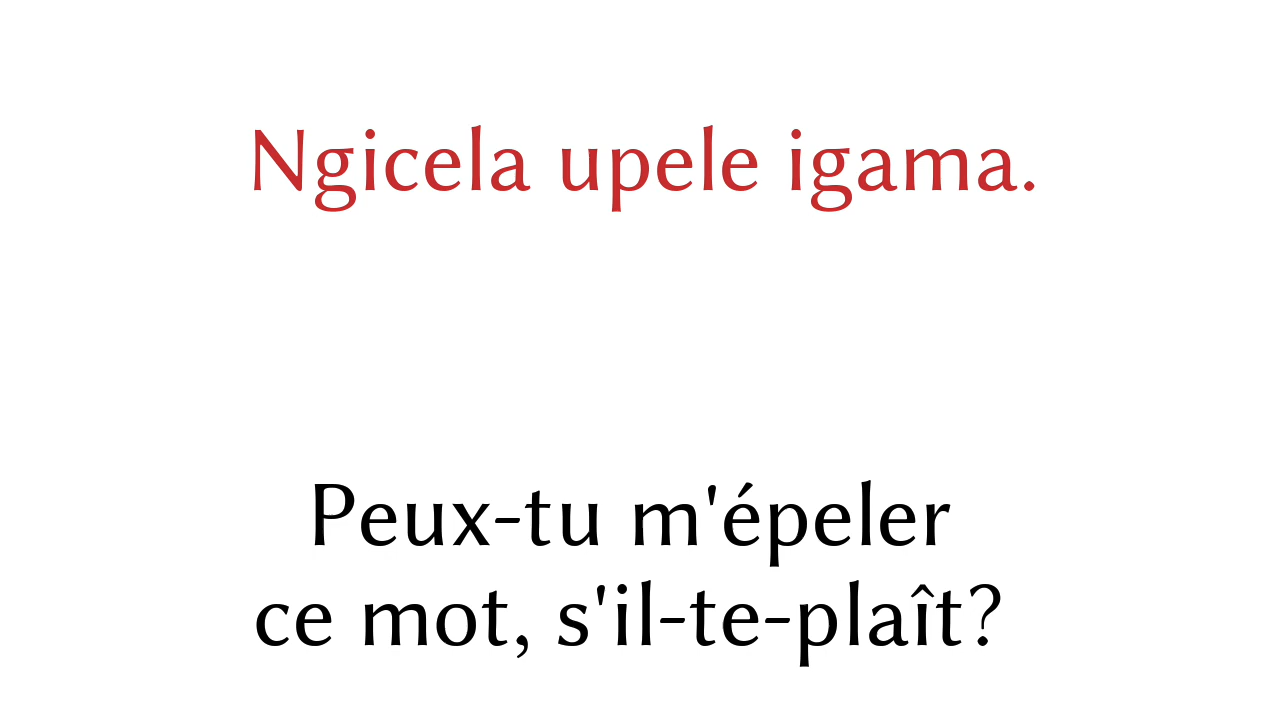 Ngicela upele igama.
Peux-tu m'épeler
ce mot, s'il-te-plaît?